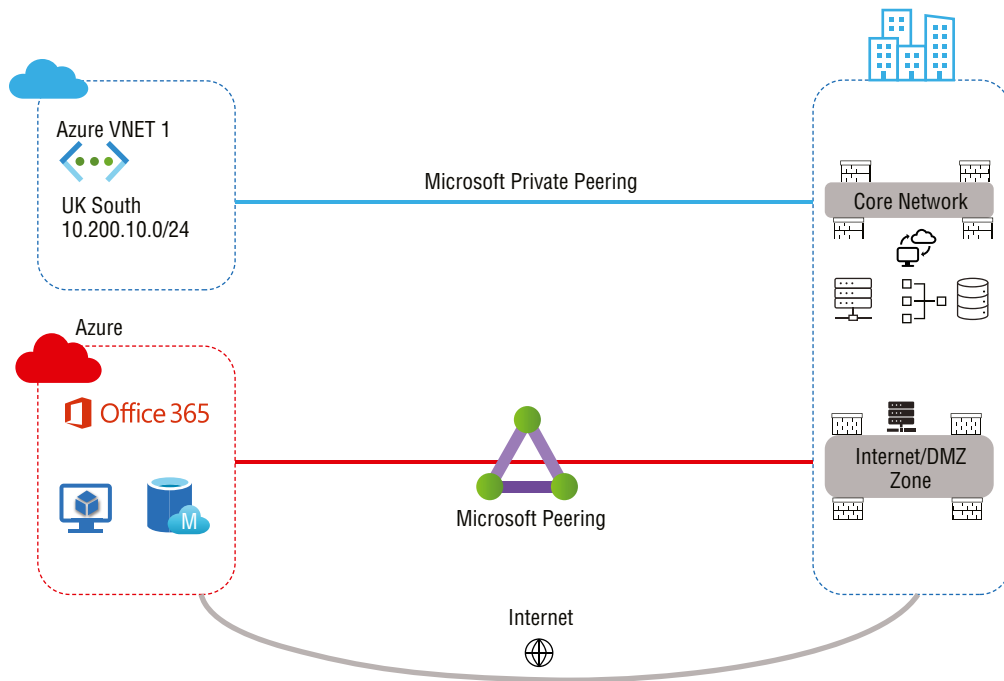 Azure VNET 1
UK South
10.200.10.0/24
Microsoft Private Peering
Core Network
Azure
Office 365
M
Microsoft Peering
Internet/DMZ
Zone
Internet